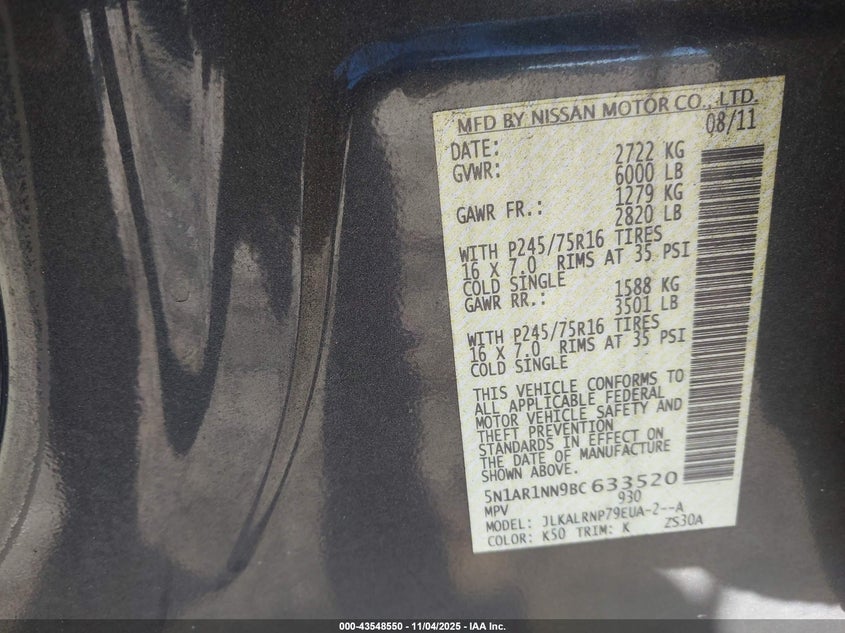 MFD BY NISSAN MOTOR CO., LTD.
DATE: 08/11
GVWR: 2722 KG
6000 LB
GAWR FR.: 1279 KG
2820 LB
WITH P245/75R16 TIRES
16 X 7.0 RIMS AT 35 PSI
COLD SINGLE
GAWR RR.: 1588 KG
3501 LB
WITH P245/75R16 TIRES
16 X 7.0 RIMS AT 35 PSI
COLD SINGLE
THIS VEHICLE CONFORMS TO
ALL APPLICABLE FEDERAL
MOTOR VEHICLE SAFETY AND
THEFT PREVENTION
STANDARDS IN EFFECT ON
THE DATE OF MANUFACTURE
SHOWN ABOVE.
5N1AR1NN9BC 633520
MPV 930
MODEL: JLKALRNP79EUA-2--A
COLOR: K50 TRIM: K ZS30A
000-43548550 - 11/04/2025 - IAA Inc.